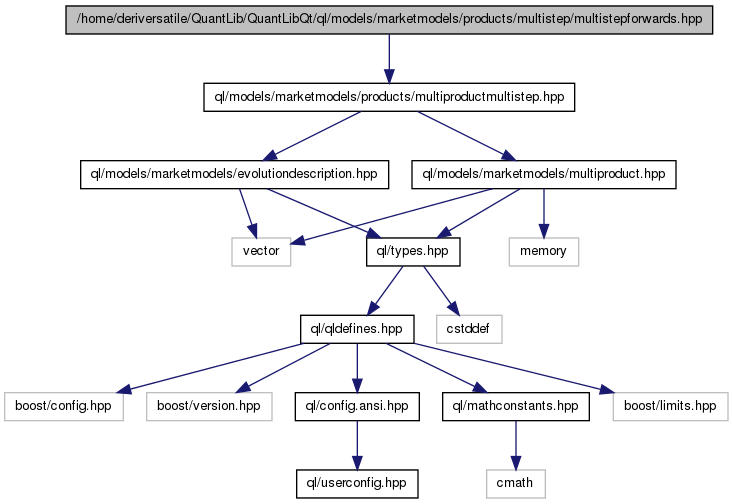 /home/deriversatile/QuantLib/QuantLibQt/ql/models/marketmodels/products/multistep/multistepforwards.hpp
ql/models/marketmodels/products/multiproductmultistep.hpp
ql/models/marketmodels/evolutiondescription.hpp
ql/models/marketmodels/multiproduct.hpp
vector
ql/types.hpp
memory
ql/qldefines.hpp
cstddef
boost/config.hpp
boost/version.hpp
ql/config.ansi.hpp
ql/mathconstants.hpp
boost/limits.hpp
ql/userconfig.hpp
cmath